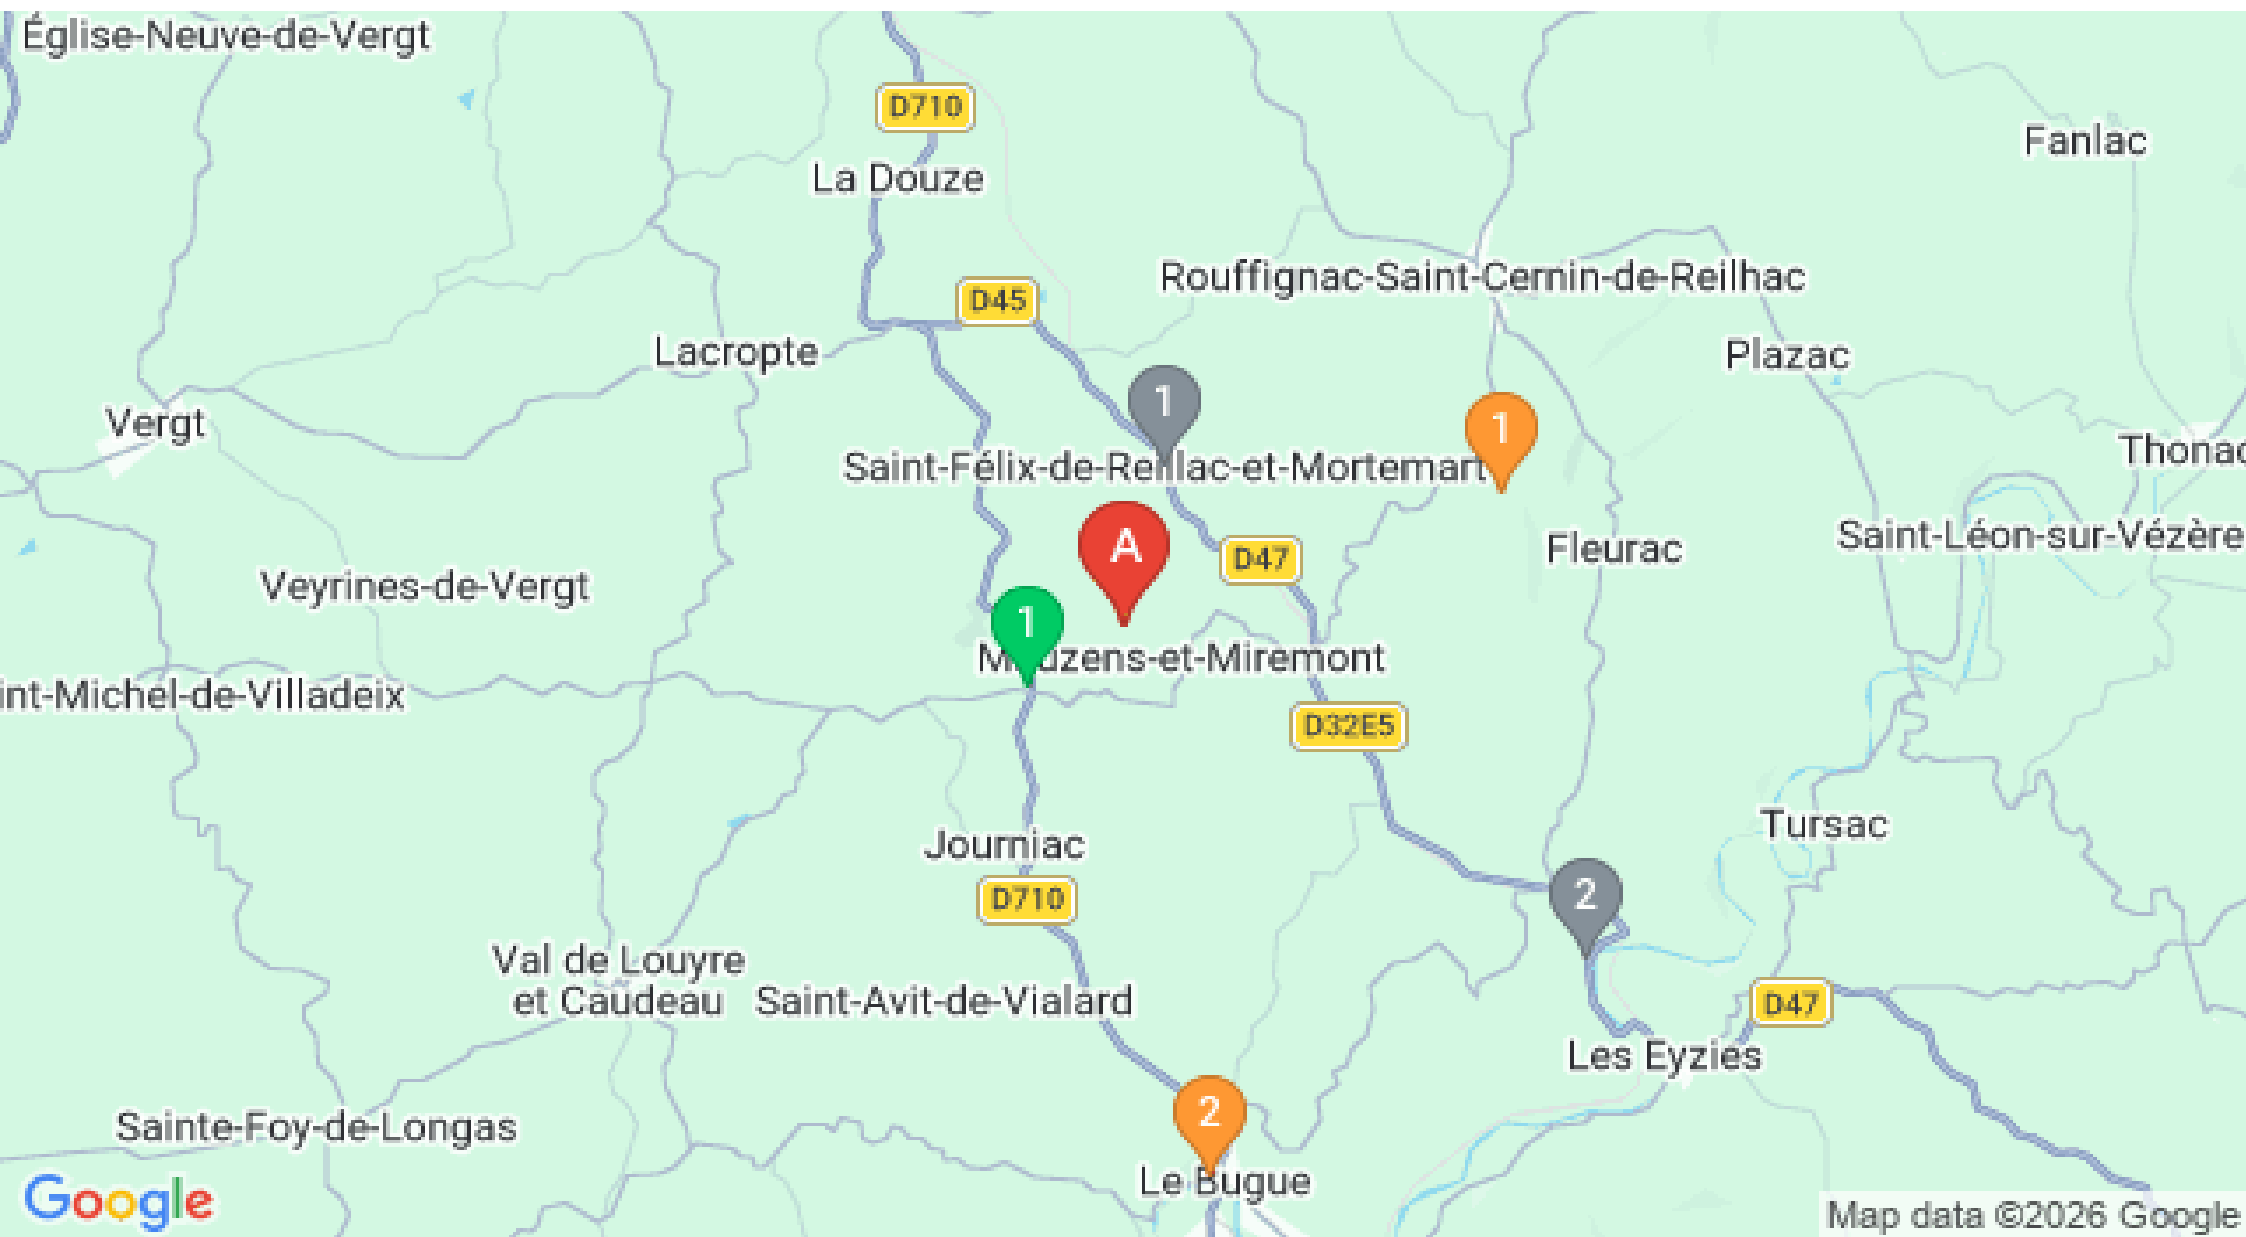 Église-Neuve-de-Vergt
D710
Fanlac
La Douze
Rouffignac-Saint-Cernin-de-Reilhac
D45
Lacropte
Plazac
1
1
Vergt
Thonac
Saint-Félix-de-Reillac-et-Mortemart
A
Saint-Léon-sur-Vézère
D47
Fleurac
Veyrines-de-Vergt
1
Mauzens-et-Miremont
int-Michel-de-Villadeix
D32E5
Tursac
Journiac
D710
2
Val de Louyre
et Caudeau
Saint-Avit-de-Vialard
D47
Les Eyzies
2
Sainte-Foy-de-Longas
Le Bugue
Google
Map data ©2026 Google